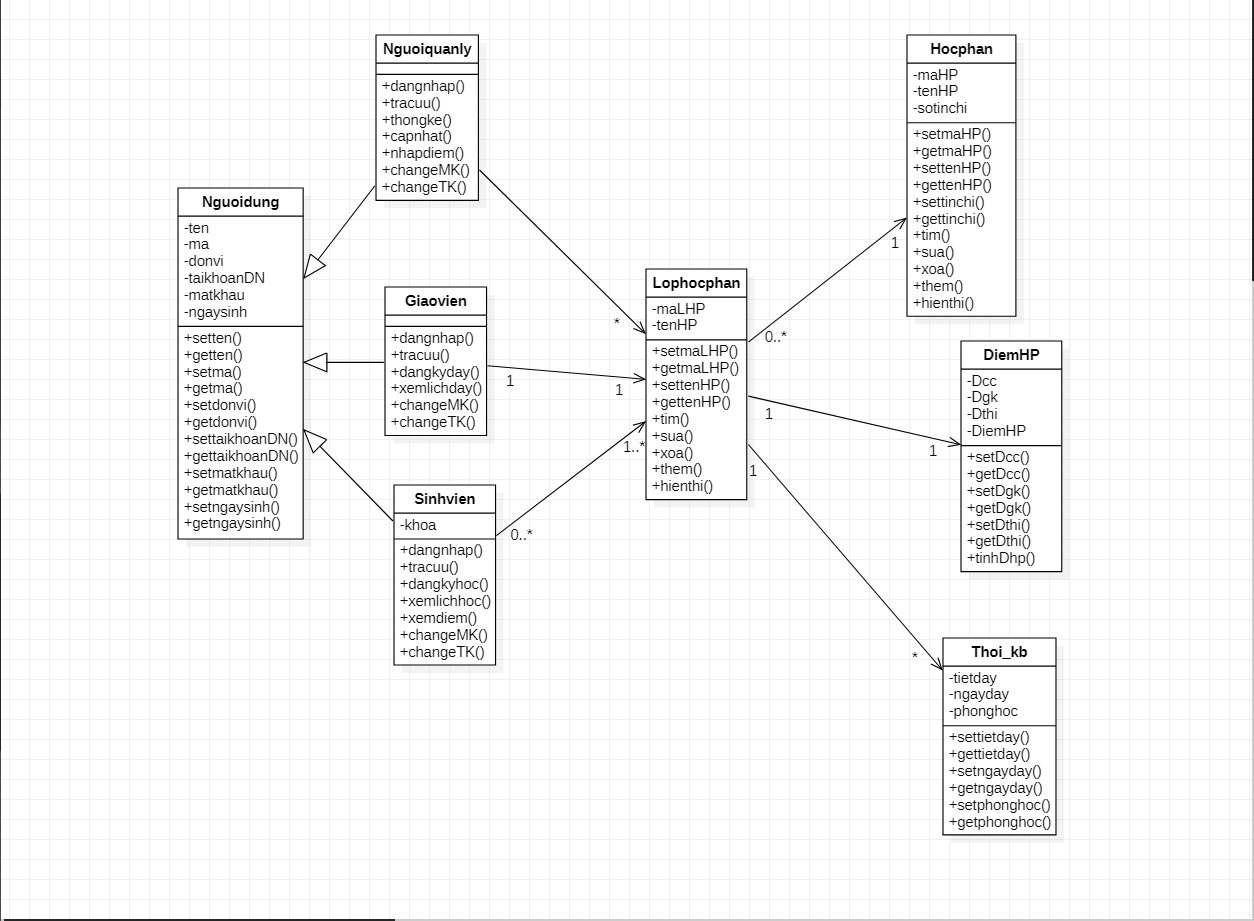 Nguoiquanly
+dangnhap()
+tracuu()
+thongke()
+capnhat()
+nhapdiem()
+changeMK()
+changeTK()
Hocphan
-maHP
-tenHP
-sotinchi
+setmaHP()
+getmaHP()
+settenHP()
+gettenHP()
+settinchi()
+gettinchi()
+tim()
+sua()
+xoa()
+them()
+hienthi()
Nguoidung
-ten
-ma
-donvi
-taikhoanDN
-matkhau
-ngaysinh
+setten()
+getten()
+setma()
+getma()
+setdonvi()
+getdonvi()
+settaikhoanDN()
+gettaikhoanDN()
+setmatkhau()
+getmatkhau()
+setngaysinh()
+getngaysinh()
Giaovien
+dangnhap()
+tracuu()
+dangkyday()
+xemlichday()
+changeMK()
+changeTK()
Lophocphan
-maLHP
-tenHP
+setmaLHP()
+getmaLHP()
+settenHP()
+gettenHP()
+tim()
+sua()
+xoa()
+them()
+hienthi()
*
1
1
1..*
0..*
0..*
1
1
1
1
*
DiemHP
-Dcc
-Dgk
-Dthi
-DiemHP
+setDcc()
+getDcc()
+setDgk()
+getDgk()
+setDthi()
+getDthi()
+tinhDhp()
Sinhvien
-khoa
+dangnhap()
+tracuu()
+dangkyhoc()
+xemlichhoc()
+xemdiem()
+changeMK()
+changeTK()
Thoi_kb
-tietday
-ngayday
-phonghoc
+settietday()
+gettietday()
+setngayday()
+getngayday()
+setphonghoc()
+getphonghoc()